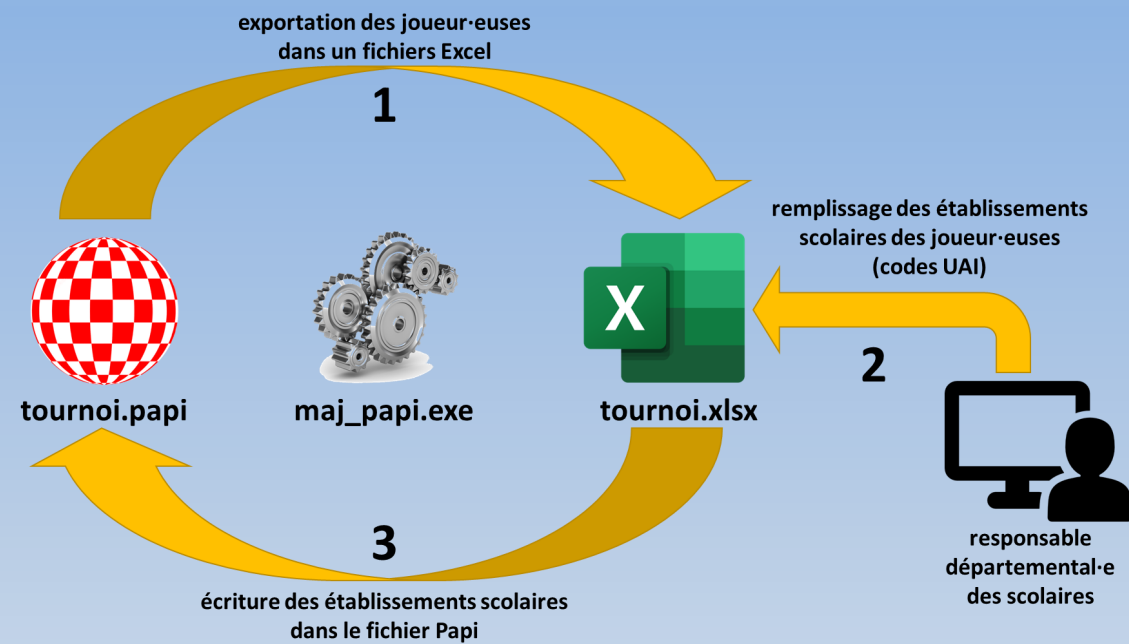 exportation des joueur·euses
dans un fichiers Excel
1
remplissage des établissements
scolaires des joueur·euses
(codes UAI)
X
2
tournoi.papi
maj_papi.exe
tournoi.xlsx
3
responsable
départemental·e
des scolaires
écriture des établissements scolaires
dans le fichier Papi